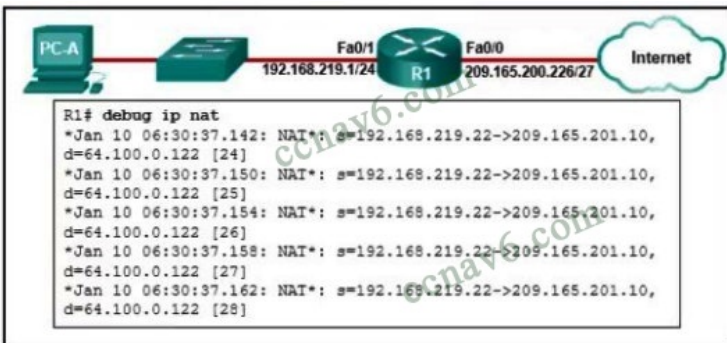 PC-A
Fa0/1
Fa0/0
Internet
192.168.219.1/24
R1
209.165.200.226/27
R1# debug ip nat
*Jan 10 06:30:37.142: NAT*: s=192.168.219.22->209.165.201.10,
d=64.100.0.122 [24]
*Jan 10 06:30:37.150: NAT*: s=192.168.219.22->209.165.201.10,
d=64.100.0.122 [25]
*Jan 10 06:30:37.154: NAT*: s=192.168.219.22->209.165.201.10,
d=64.100.0.122 [26]
*Jan 10 06:30:37.158: NAT*: s=192.168.219.22->209.165.201.10,
d=64.100.0.122 [27]
*Jan 10 06:30:37.162: NAT*: s=192.168.219.22->209.165.201.10,
d=64.100.0.122 [28]
ccnav6.com
ccnav6.com